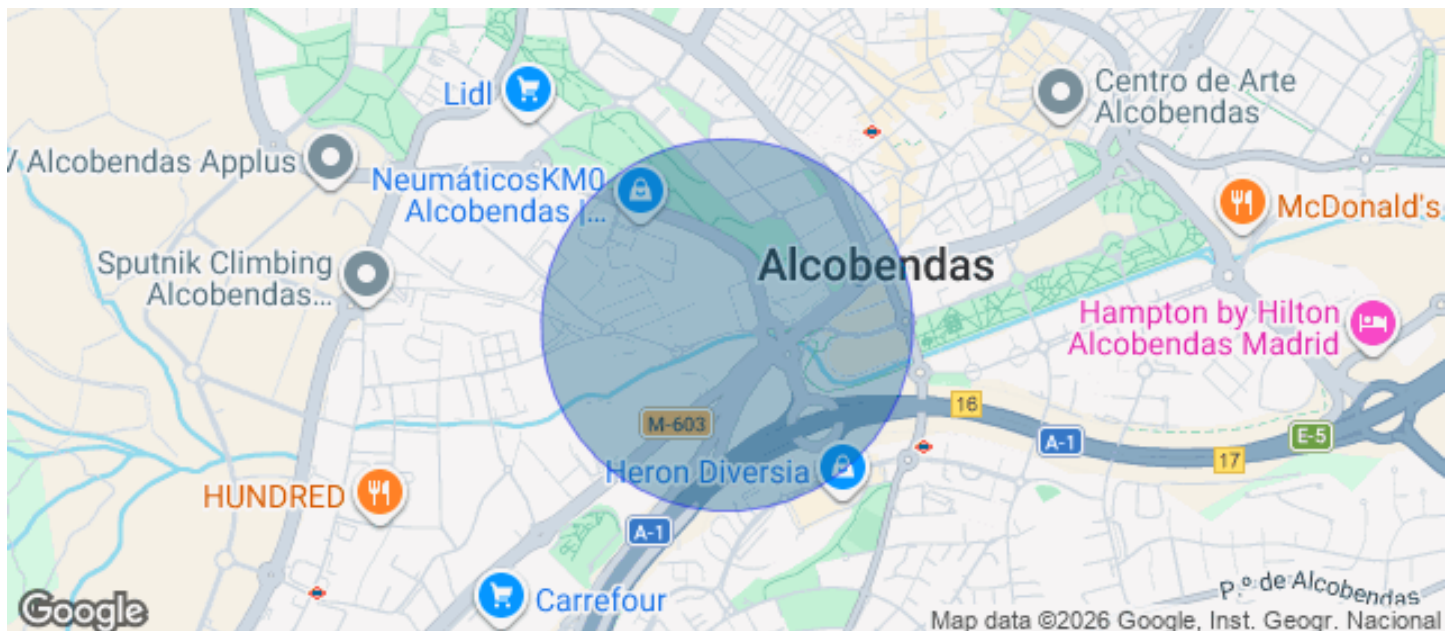 Lidl
Centro de Arte
Alcobendas
V Alcobendas Applus
NeumáticosKM0
Alcobendas |...
McDonald's
Sputnik Climbing
Alcobendas...
Alcobendas
Hampton by Hilton
Alcobendas Madrid
16
M-603
A-1
E-5
17
Heron Diversia
HUNDRED
A-1
Carrefour
P.º de Alcobendas
Google
Map data ©2026 Google, Inst. Geogr. Nacional